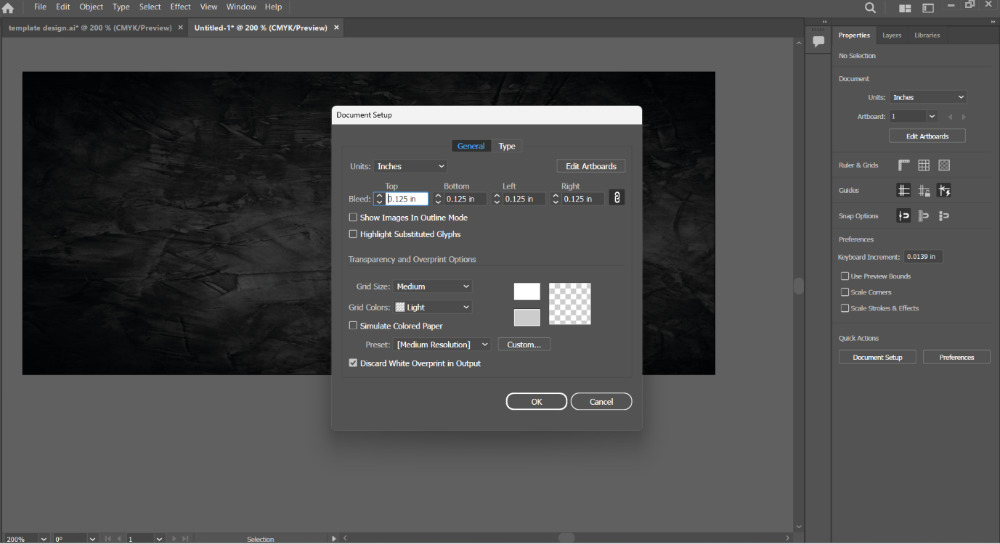 File Edit Object Type Select Effect View Window Help
template design.ai* @ 200 % (CMYK/Preview) × Untitled-1* @ 200 % (CMYK/Preview) ×
Properties Layers Libraries
No Selection
Document
Units: Inches
Artboard: 1
Edit Artboards
Ruler & Grids
Guides
Snap Options
Preferences
Keyboard Increment: 0.0139 in
Use Preview Bounds
Scale Corners
Scale Strokes & Effects
Quick Actions
Document Setup Preferences
Document Setup
General Type
Units: Inches Edit Artboards
Top Bottom Left Right
Bleed: 0.125 in 0.125 in 0.125 in 0.125 in
Show Images In Outline Mode
Highlight Substituted Glyphs
Transparency and Overprint Options
Grid Size: Medium
Grid Colors: Light
Simulate Colored Paper
Preset: [Medium Resolution] Custom...
Discard White Overprint in Output
OK Cancel
200% 0° 1 Selection